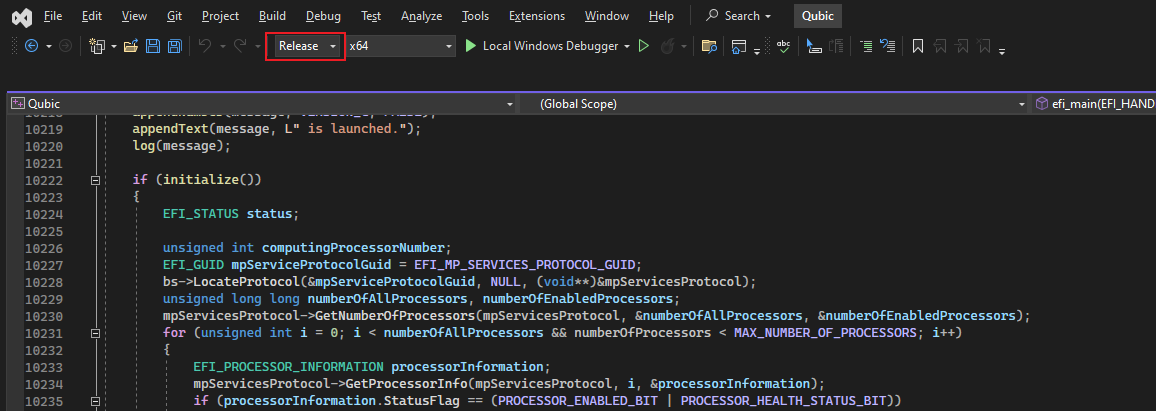 File Edit View Git Project Build Debug Test Analyze Tools Extensions Window Help Search Qubic
Release x64 Local Windows Debugger
Qubic (Global Scope) efi_main(EFI_HAND
10219 appendText(message, L" is launched.");
10220 log(message);
10221
10222 if (initialize())
10223 {
10224 EFI_STATUS status;
10225
10226 unsigned int computingProcessorNumber;
10227 EFI_GUID mpServiceProtocolGuid = EFI_MP_SERVICES_PROTOCOL_GUID;
10228 bs->LocateProtocol(&mpServiceProtocolGuid, NULL, (void**)&mpServicesProtocol);
10229 unsigned long long numberOfAllProcessors, numberOfEnabledProcessors;
10230 mpServicesProtocol->GetNumberOfProcessors(mpServicesProtocol, &numberOfAllProcessors, &numberOfEnabledProcessors);
10231 for (unsigned int i = 0; i < numberOfAllProcessors && numberOfProcessors < MAX_NUMBER_OF_PROCESSORS; i++)
10232 {
10233 EFI_PROCESSOR_INFORMATION processorInformation;
10234 mpServicesProtocol->GetProcessorInfo(mpServicesProtocol, i, &processorInformation);
10235 if (processorInformation.StatusFlag == (PROCESSOR_ENABLED_BIT | PROCESSOR_HEALTH_STATUS_BIT))